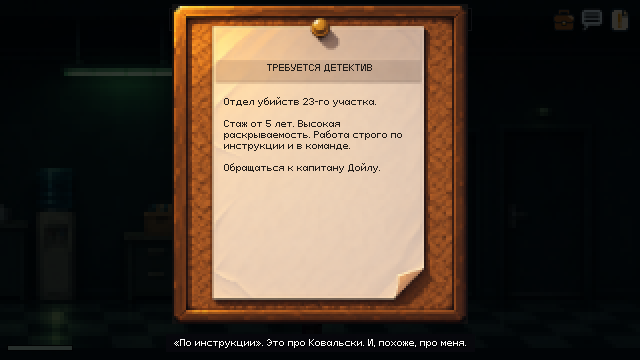 ТРЕБУЕТСЯ ДЕТЕКТИВ
Отдел убийств 23-го участка.
Стаж от 5 лет. Высокая
раскрываемость. Работа строго по
инструкции и в команде.
Обращаться к капитану Дойлу.
«По инструкции». Это про Ковальски. И, похоже, про меня.